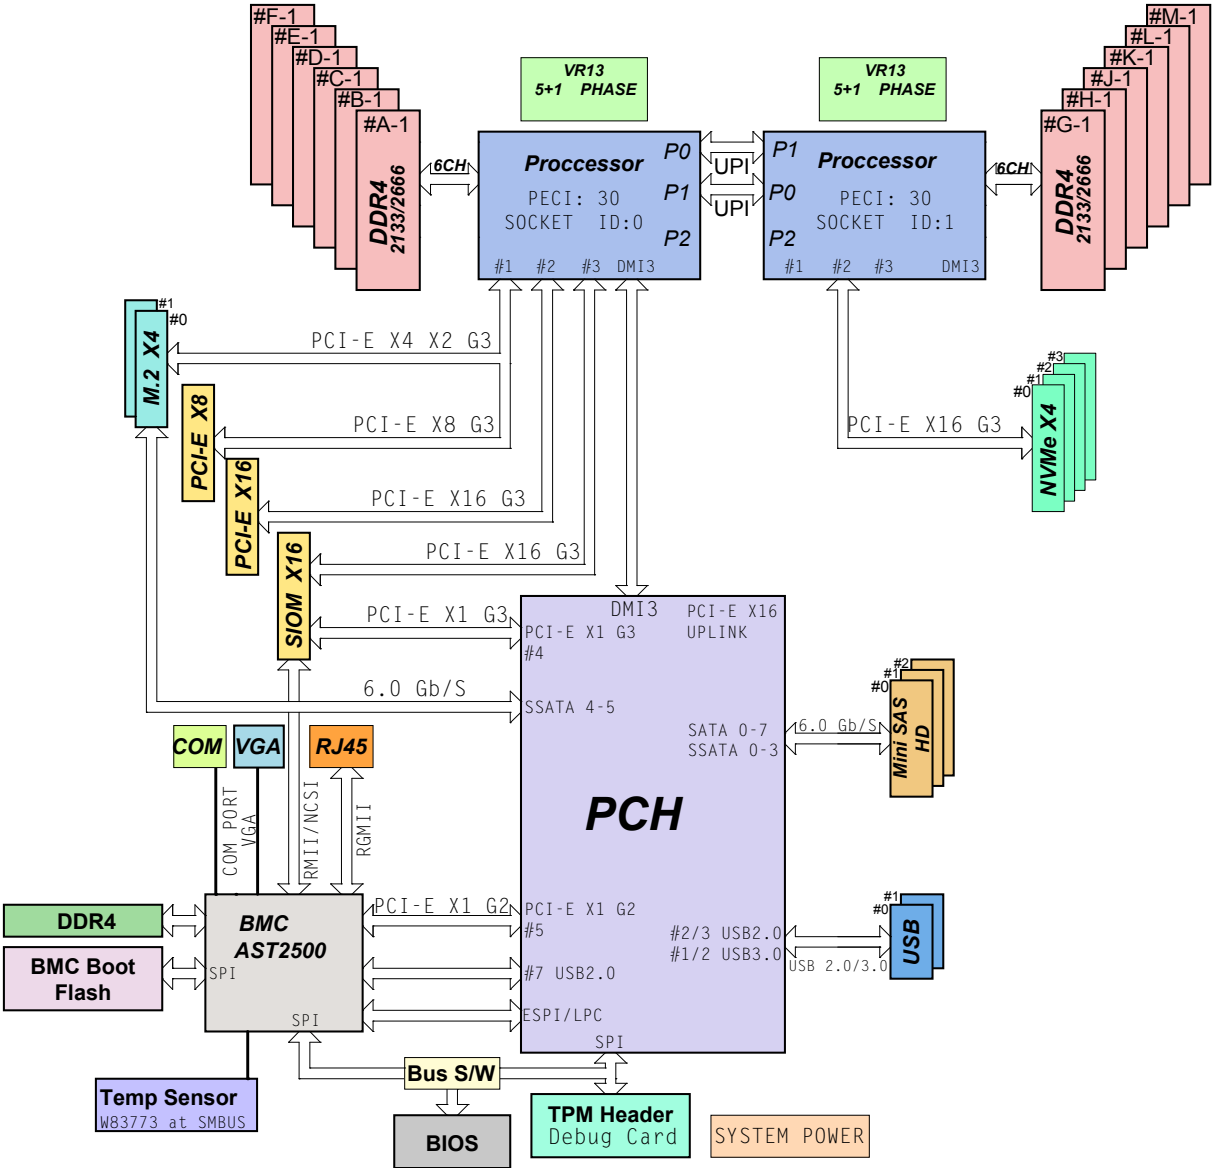 #F-1
#E-1
#D-1
#C-1
#B-1
#A-1
DDR4
2133/2666
6CH
VR13
5+1 PHASE
Proccessor
PECI: 30
SOCKET ID:0
P0
P1
P2
#1 #2 #3 DMI3
UPI
UPI
VR13
5+1 PHASE
P1
P0
P2
Proccessor
PECI: 30
SOCKET ID:1
#1 #2 #3 DMI3
6CH
#M-1
#L-1
#K-1
#J-1
#H-1
#G-1
DDR4
2133/2666
#1
#0
M.2 X4
PCI-E X4 X2 G3
PCI-E X8
PCI-E X8 G3
PCI-E X16
PCI-E X16 G3
SIOM X16
PCI-E X16 G3
PCI-E X1 G3
PCI-E X16 G3
#3
#2
#1
#0
NVMe X4
6.0 Gb/S
DMI3
PCI-E X16
UPLINK
PCI-E X1 G3
#4
SSATA 4-5
SATA 0-7
SSATA 0-3
PCH
6.0 Gb/S
#2
#1
#0
Mini SAS
HD
COM
VGA
RJ45
COM PORT
VGA
RMII/NCSI
RGMII
DDR4
BMC Boot
Flash
BMC
AST2500
SPI
SPI
PCI-E X1 G2
PCI-E X1 G2
#5
#7 USB2.0
ESPI/LPC
SPI
#2/3 USB2.0
#1/2 USB3.0
USB 2.0/3.0
#1
#0
USB
Temp Sensor
W83773 at SMBUS
Bus S/W
BIOS
TPM Header
Debug Card
SYSTEM POWER